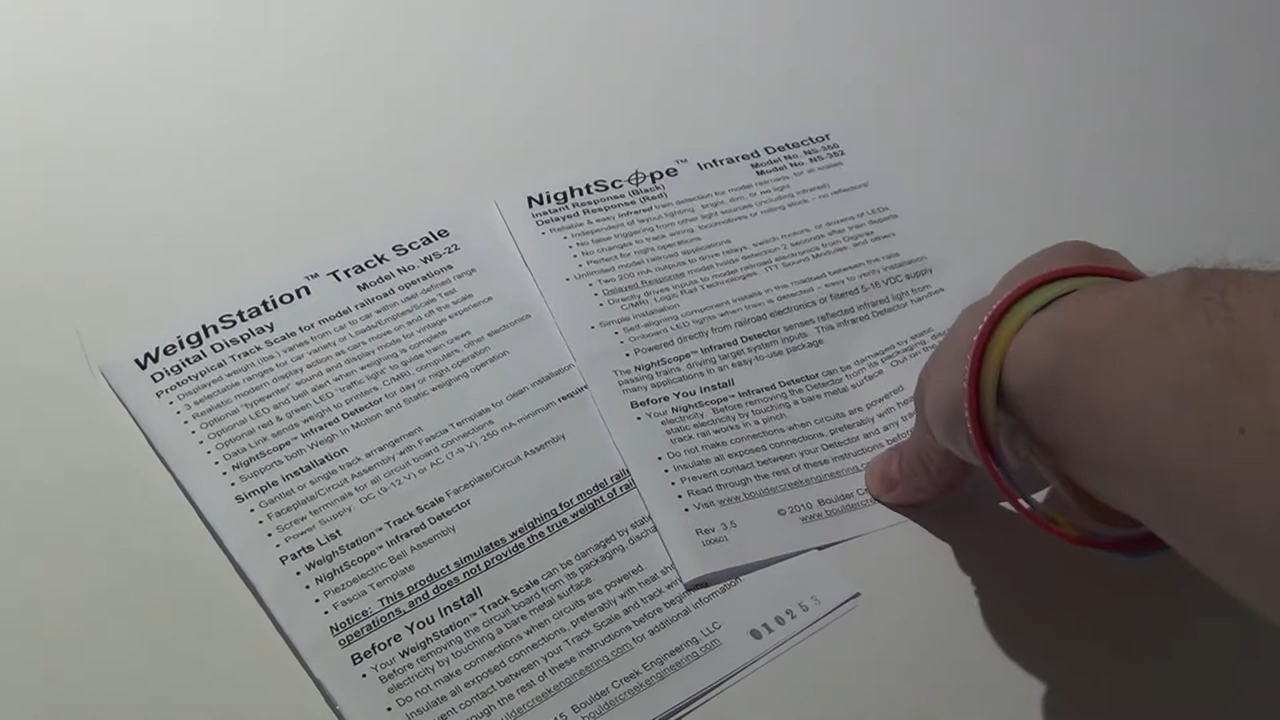 WeighStation™ Track Scale
Digital Display
Model No. WS-22
Prototypical Track Scale for model railroad operations
• Displayed weight (lbs.) varies from car to car within user defined range
• 3 selectable ranges for car variety or Loads/Empties/Scale Test
• Realistic modern display action as cars move on and off the scale
• Optional "typewriter" sound and display mode for vintage experience
• Optional LED and bell alert when weighing is complete
• Optional red & green LED "traffic light" to guide train crews
• Data Link sends weight to printers, C/MRI, computers, other electronics
• NightScope™ Infrared Detector for day or night operation
• Supports both Weigh In Motion and Static weighing operation
Simple Installation
• Gantlet or single track arrangement
• Faceplate/Circuit Assembly with Fascia Template for clean installation
• Screw terminals for all circuit board connections
• Power Supply: DC (9-12 V) or AC (7-9 V), 250 mA minimum require
Parts List
• WeighStation™ Track Scale Faceplate/Circuit Assembly
• NightScope™ Infrared Detector
• Piezoelectric Bell Assembly
• Fascia Template
Notice: This product simulates weighing for model rail
operations, and does not provide the true weight of rail
Before You Install
• Your WeighStation™ Track Scale can be damaged by stati
Before removing the circuit board from its packaging, discha
electricity by touching a bare metal surface.
• Do not make connections when circuits are powered.
• Insulate all exposed connections, preferably with heat sh
vent contact between your Track Scale and track wir
rough the rest of these instructions before beginning
ouldercreekengineering.com for additional information.
15 Boulder Creek Engineering, LLC
bouldercreekengineering.com
010253
NightScope™ Infrared Detector
Instant Response (Black) Model No. NS-350
Delayed Response (Red) Model No. NS-352
• Reliable & easy infrared train detection for model railroads, for all scales
• Independent of layout lighting - bright, dim, or no light
• No false triggering from other light sources (including infrared)
• No changes to track wiring, locomotives or rolling stock – no reflectors!
• Perfect for night operations
• Unlimited model railroad applications
• Two 100 mA outputs to drive relays, switch motors, or dozens of LEDs
• Delayed Response model holds detection 2 seconds after train departs
• Directly drives inputs to model railroad electronics from Digitrax,
C/MRI, Logic Rail Technologies, ITT Sound Modules, and others
• Simple installation
• Self-aligning component installs in the roadbed between the rails
• Onboard LED lights when train is detected – easy to verify installation
• Powered directly from railroad electronics or filtered 5-16 VDC supply
The NightScope™ Infrared Detector senses reflected infrared light from
passing trains, driving target system inputs. This Infrared Detector handles
many applications in an easy-to-use package.
Before You Install
• Your NightScope™ Infrared Detector can be damaged by static
electricity. Before removing the Detector from its packaging,
static electricity by touching a bare metal surface.
track rail works in a pinch.
• Do not make connections when circuits are powered.
• Insulate all exposed connections, preferably with hea
• Prevent contact between your Detector and any tra
• Read through the rest of these instructions before
• Visit www.bouldercreekengineering.c
© 2010 Boulder C
www.bouldercre
Rev. 3.5
100601